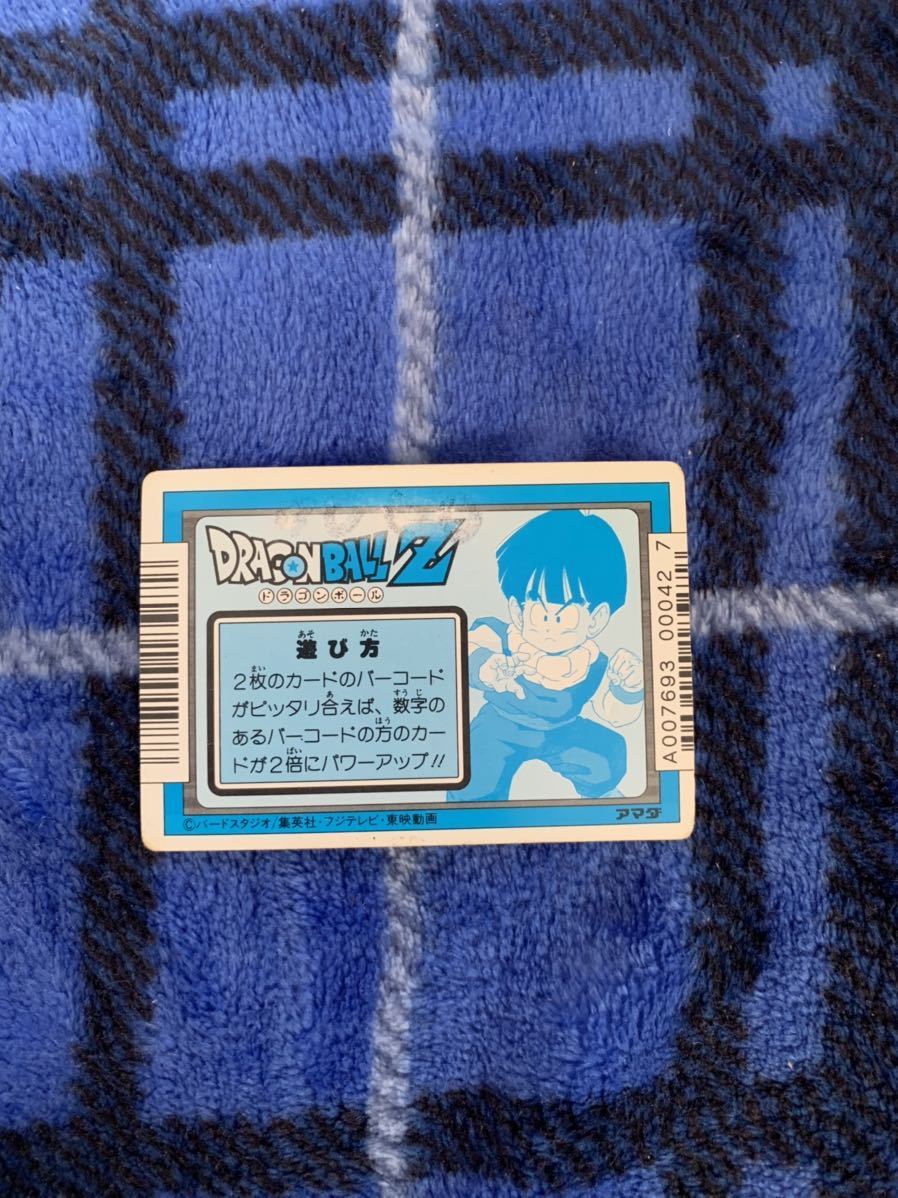 DRAGON BALL Z
ドラゴンボール
遊び方
2枚のカードのバーコード
がピッタリ合えば、数字の
あるバーコードの方のカー
ドが2倍にパワーアップ!!
©バードスタジオ/集英社・フジテレビ・東映動画
アマダ
A007693 00042 7